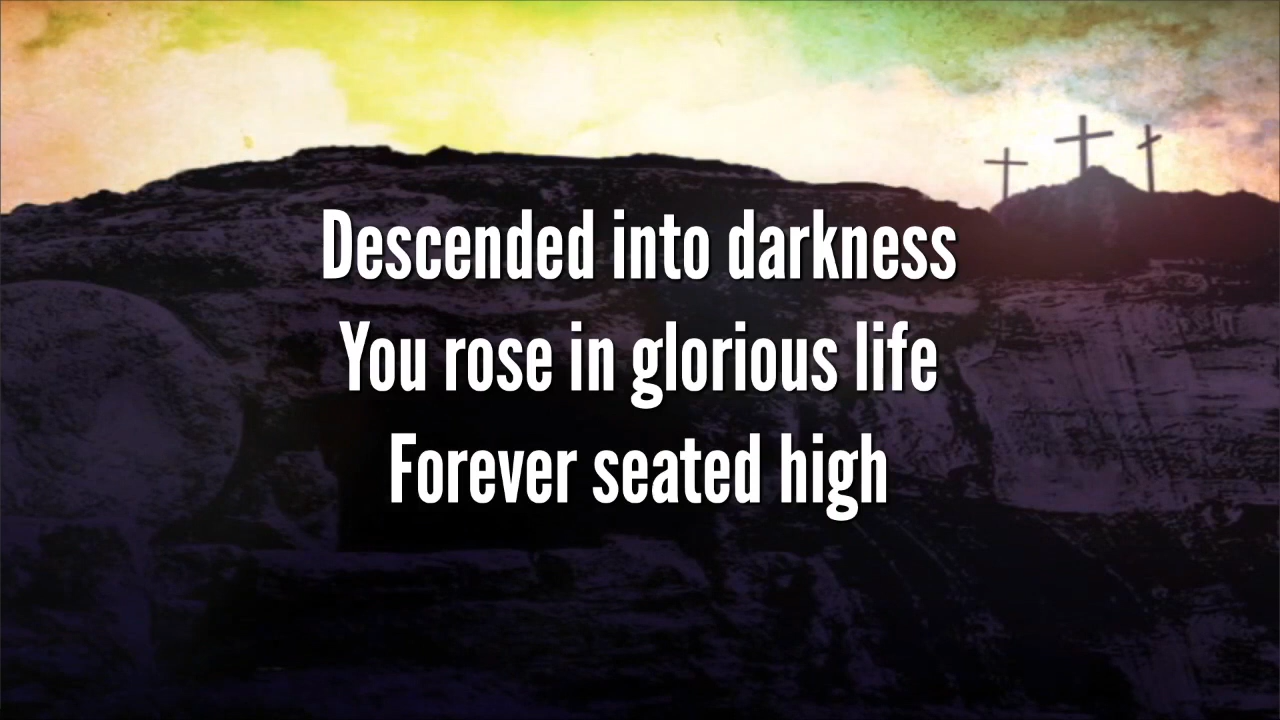 Descended into darkness
You rose in glorious life
Forever seated high